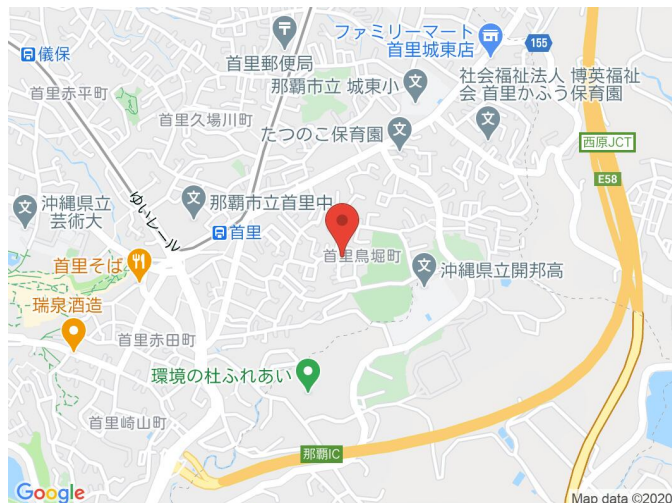 儀保
首里郵便局
ファミリーマート
首里城東店
155
首里赤平町
那覇市立 城東小
社会福祉法人 博英福祉
会 首里かふう保育園
首里久場川町
たつのこ保育園
西原JCT
E58
沖縄県立
芸術大
ゆいレール
那覇市立首里中
首里
首里そば
首里鳥堀町
沖縄県立開邦高
瑞泉酒造
首里赤田町
環境の杜ふれあい
首里崎山町
那覇IC
Google
Map data ©2020